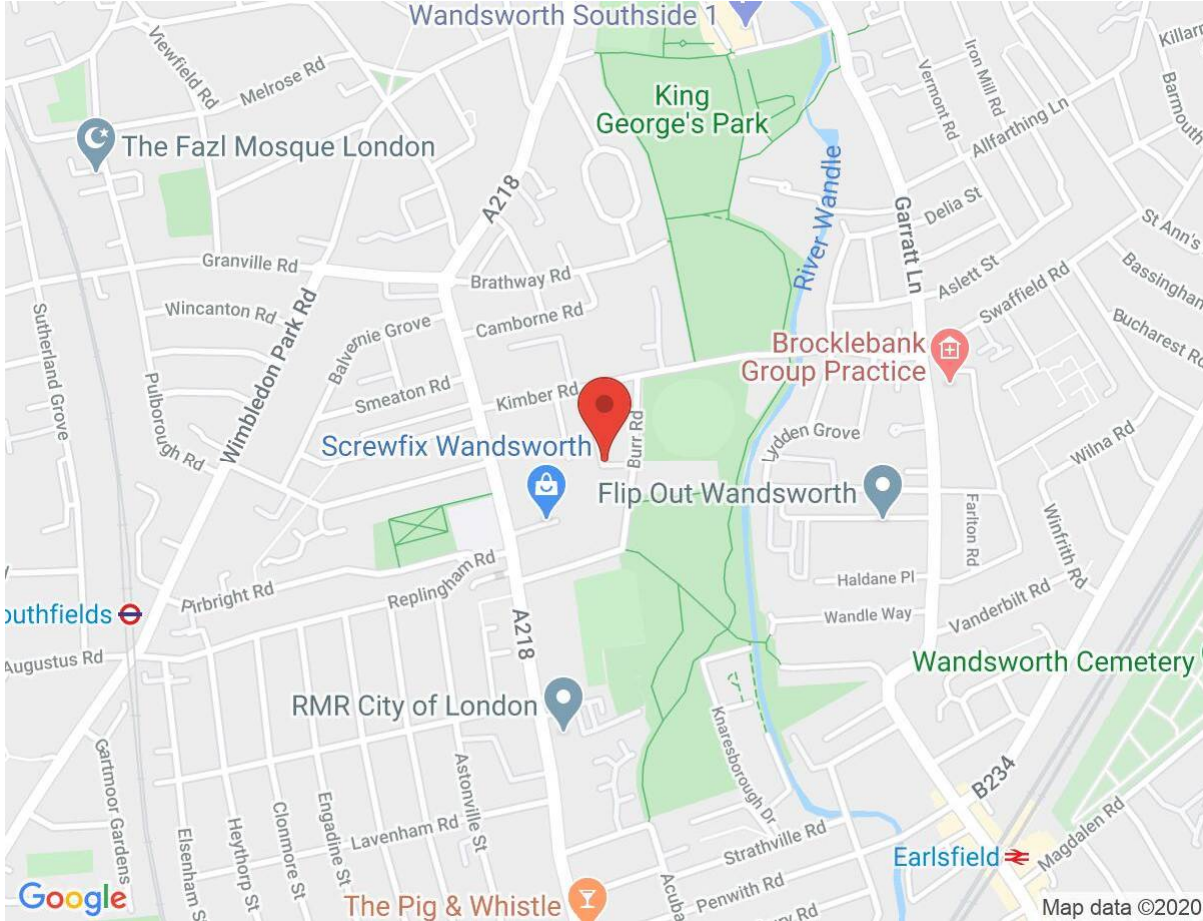 Wandsworth Southside 1
Killarn
Viewfield Rd
Melrose Rd
Iron Mill Rd
Vermont Rd
Barmouth
King
George's Park
Allfarthing Ln
The Fazl Mosque London
A218
River Wandle
Garratt Ln
Delia St
St Ann's
Granville Rd
Brathway Rd
Aslett St
Swaffield Rd
Bassingham
Sutherland Grove
Wincanton Rd
Wimbledon Park Rd
Balvernie Grove
Camborne Rd
Bucharest Rd
Brocklebank
Group Practice
Pulborough Rd
Smeaton Rd
Kimber Rd
Burr Rd
Lydden Grove
Wilna Rd
Screwfix Wandsworth
Flip Out Wandsworth
Farlton Rd
Winfrith Rd
Replingham Rd
Pirbright Rd
Haldane Pl
outhfields
Wandle Way
Vanderbilt Rd
A218
Augustus Rd
Wandsworth Cemetery
RMR City of London
Knaresborough Dr
Gartmoor Gardens
Astonville St
B234
Engadine St
Clonmore St
Heythorp St
Elsenham S
Lavenham Rd
Strathville Rd
Magdalen Rd
Earlsfield
Acuba
Penwith Rd
The Pig & Whistle
ry Rd
Google
Map data ©2020